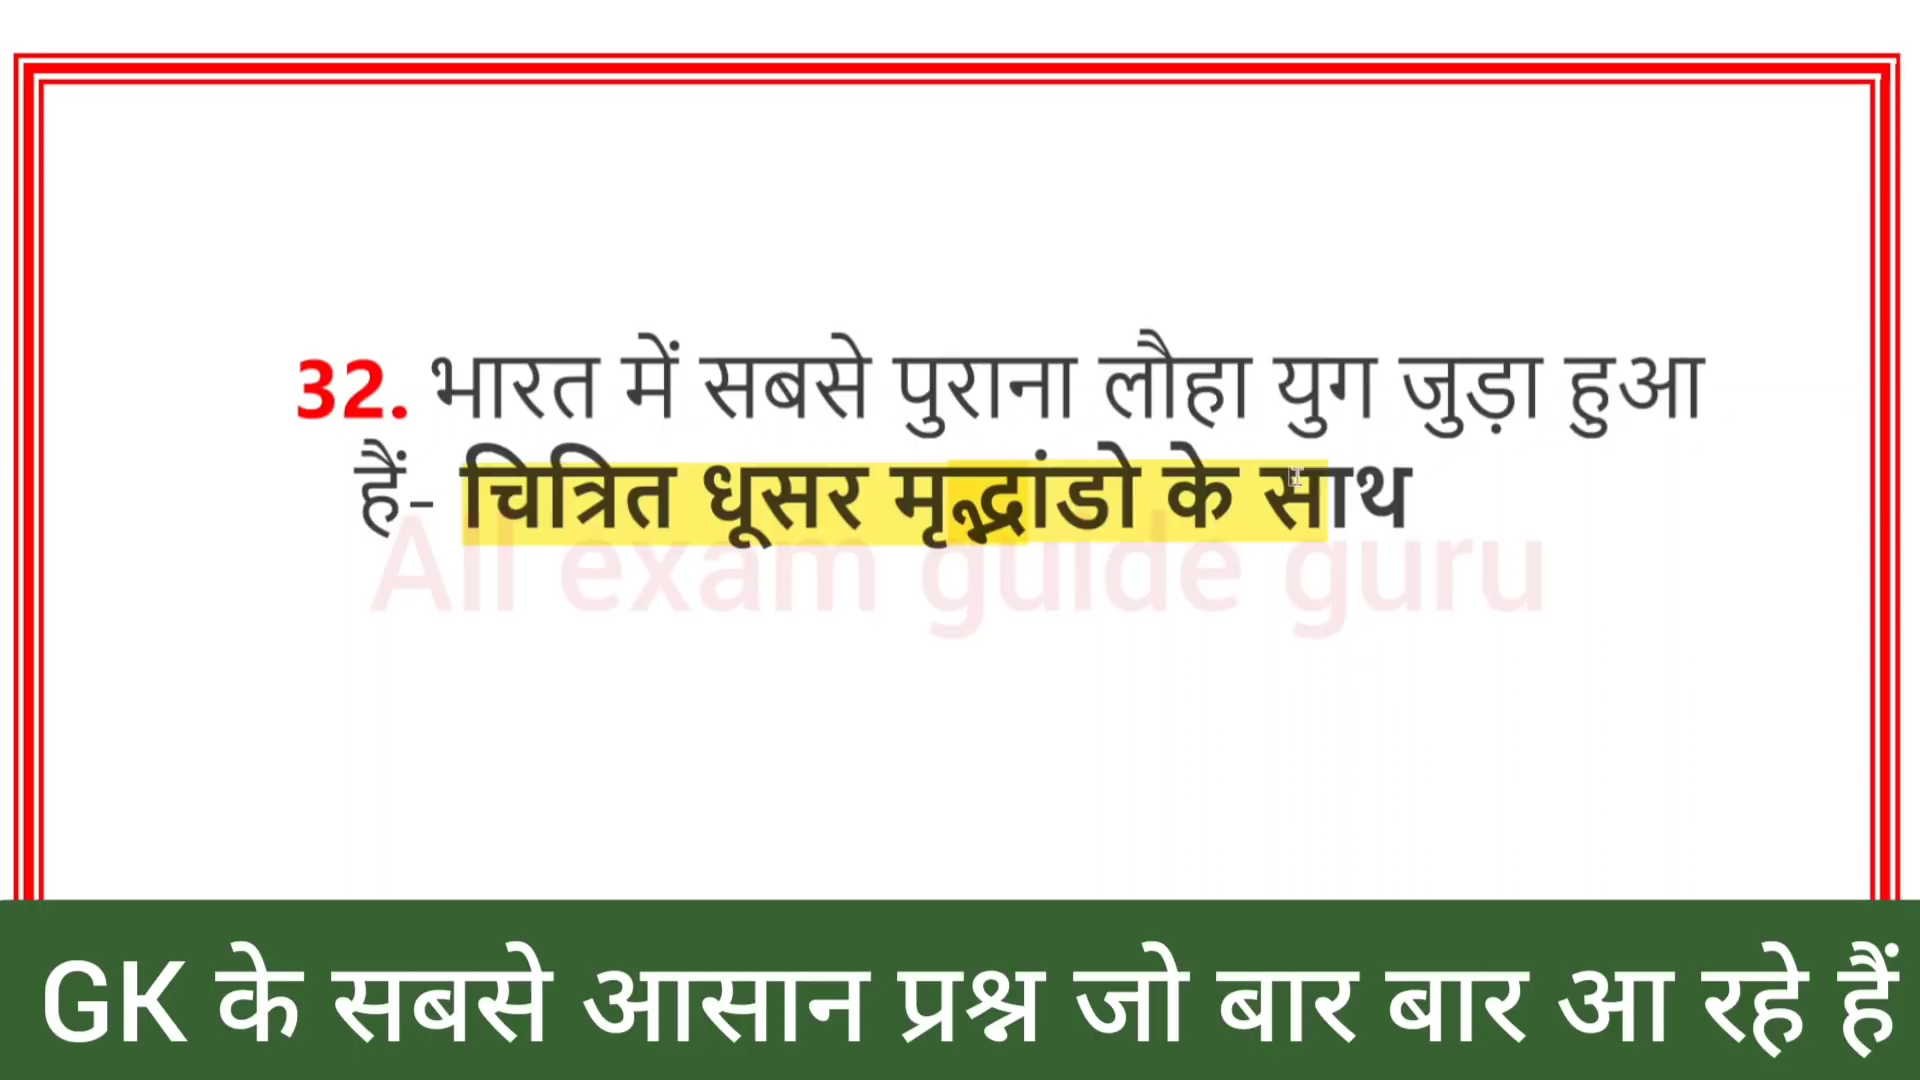 32. भारत में सबसे पुराना लौहा युग जुड़ा हुआ
हैं- चित्रित धूसर मृद्भांडो के साथ
All exam guide guru
GK के सबसे आसान प्रश्न जो बार बार आ रहे हैं